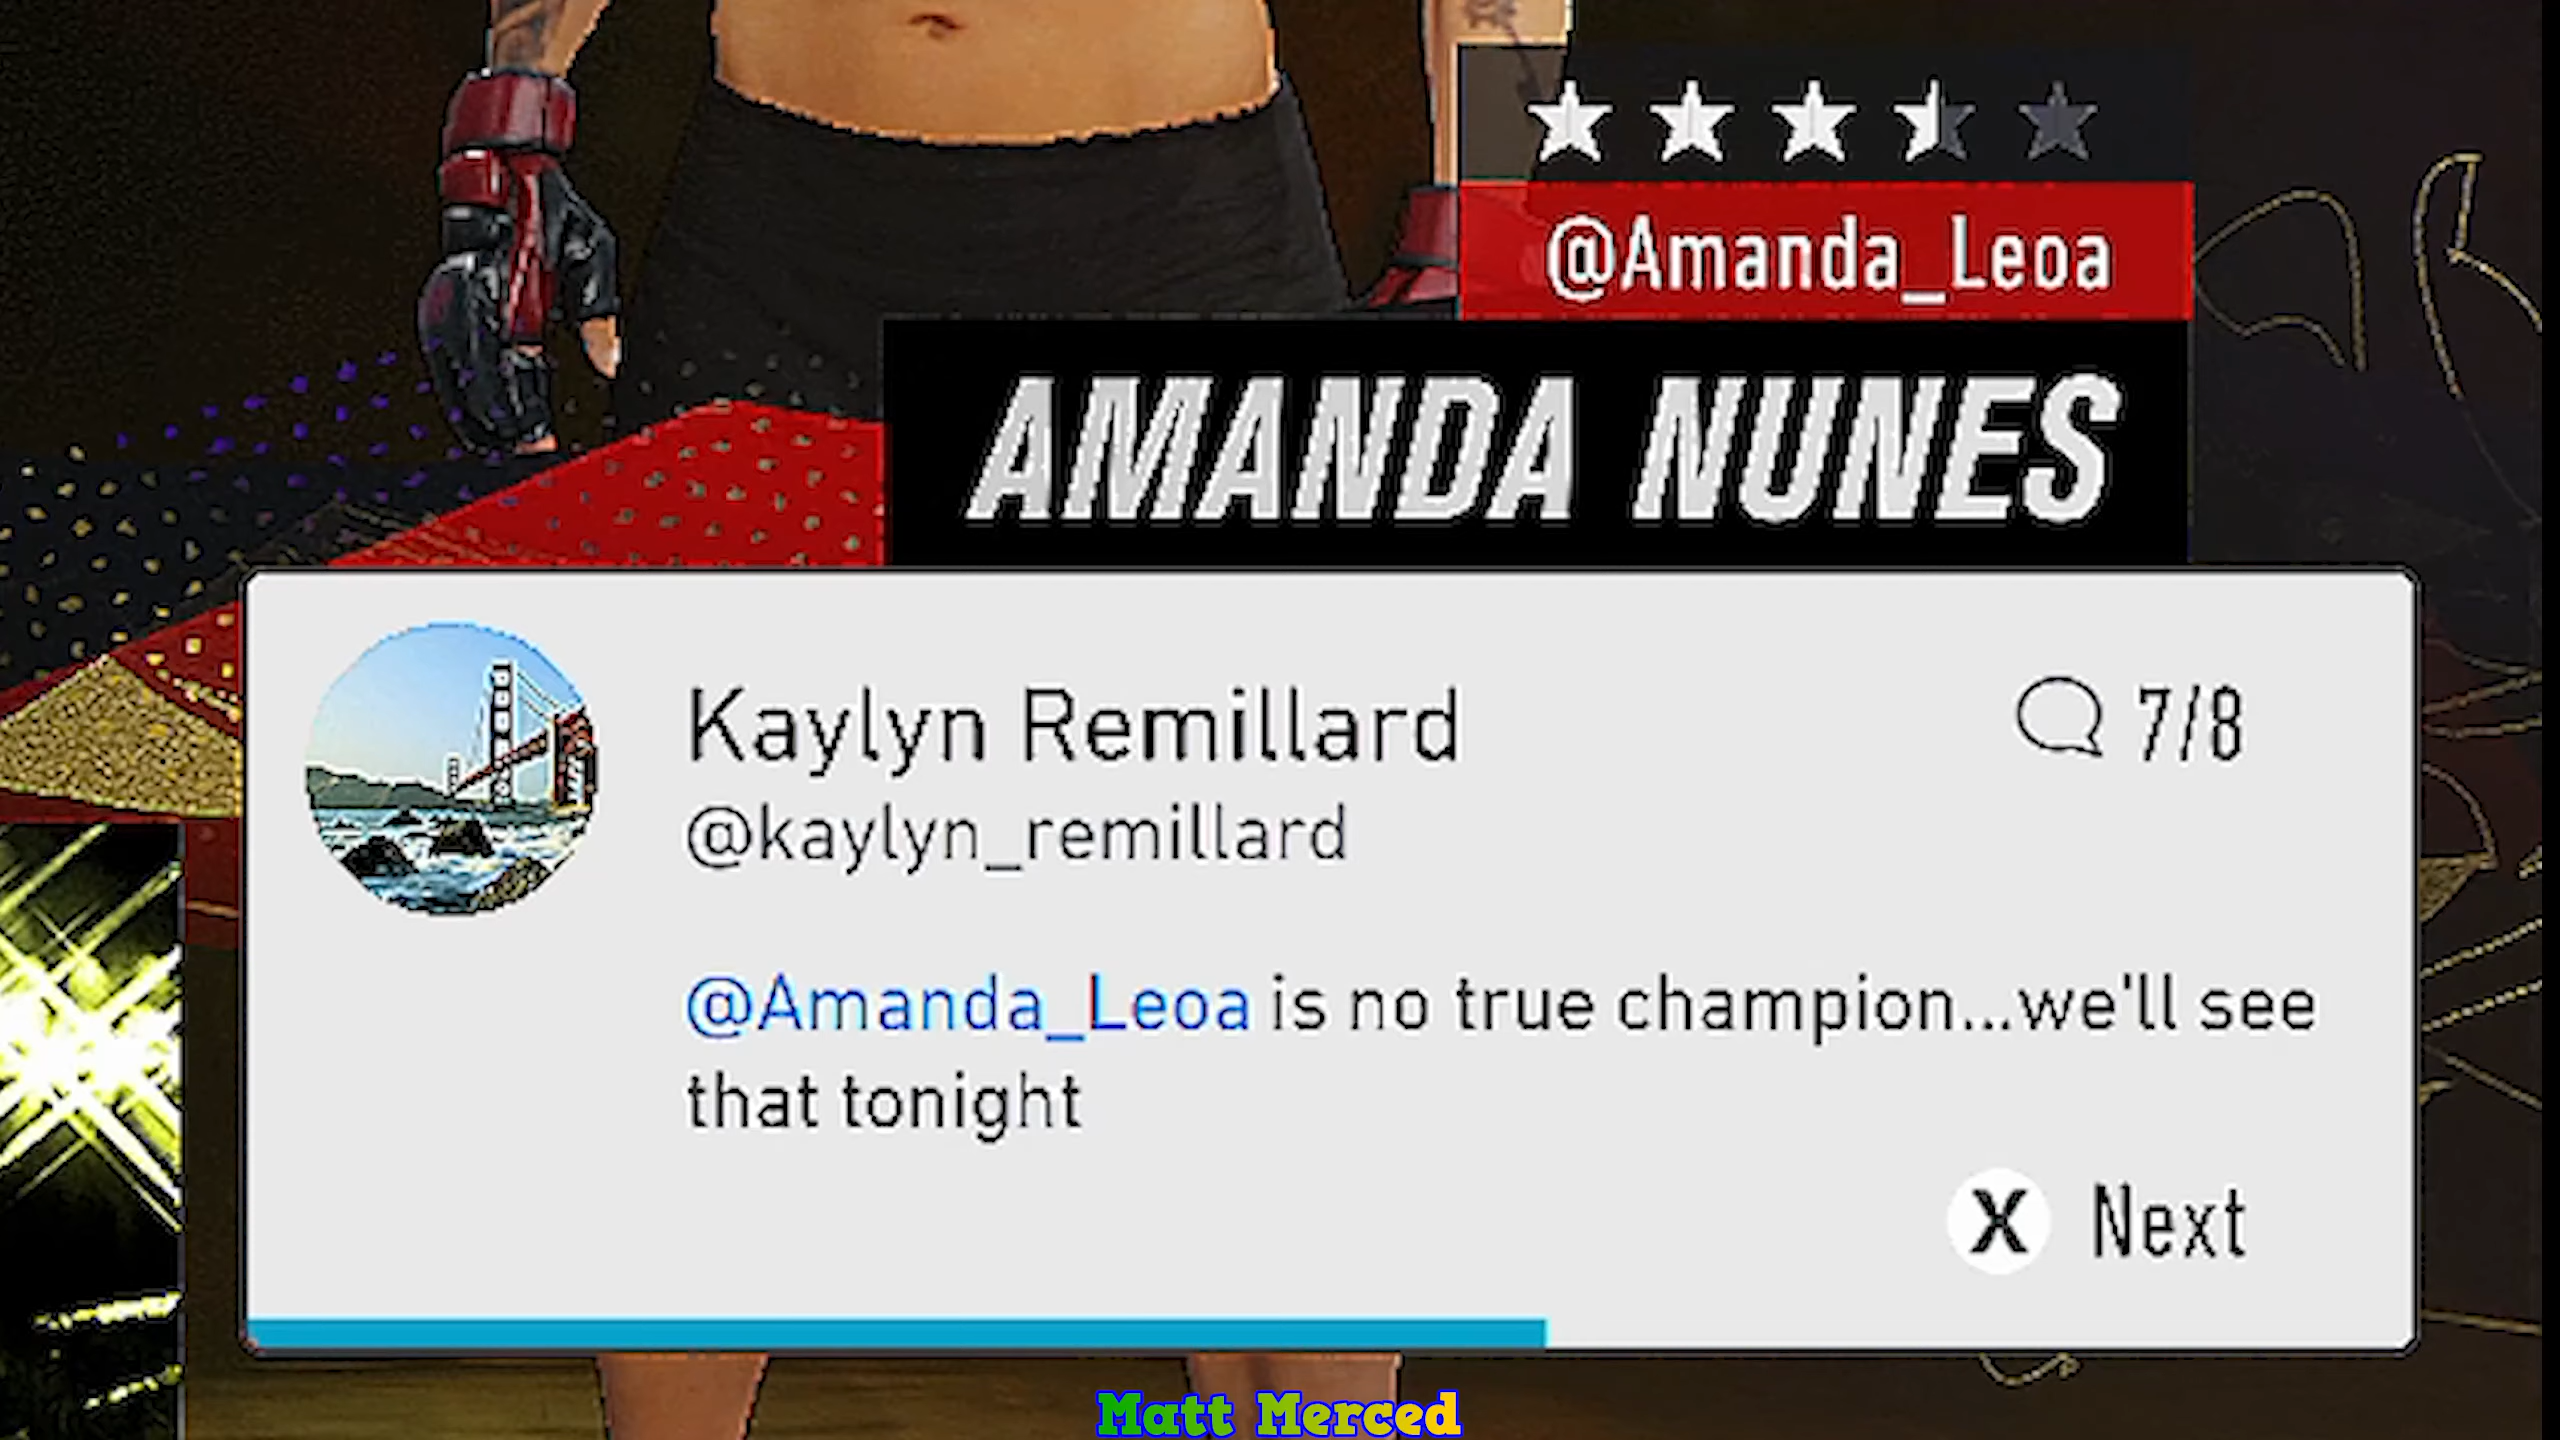 @Amanda_Leoa
AMANDA NUNES
Kaylyn Remillard
7/8
@kaylyn_remillard
@Amanda_Leoa is no true champion...we'll see
that tonight
X Next
Matt Merced